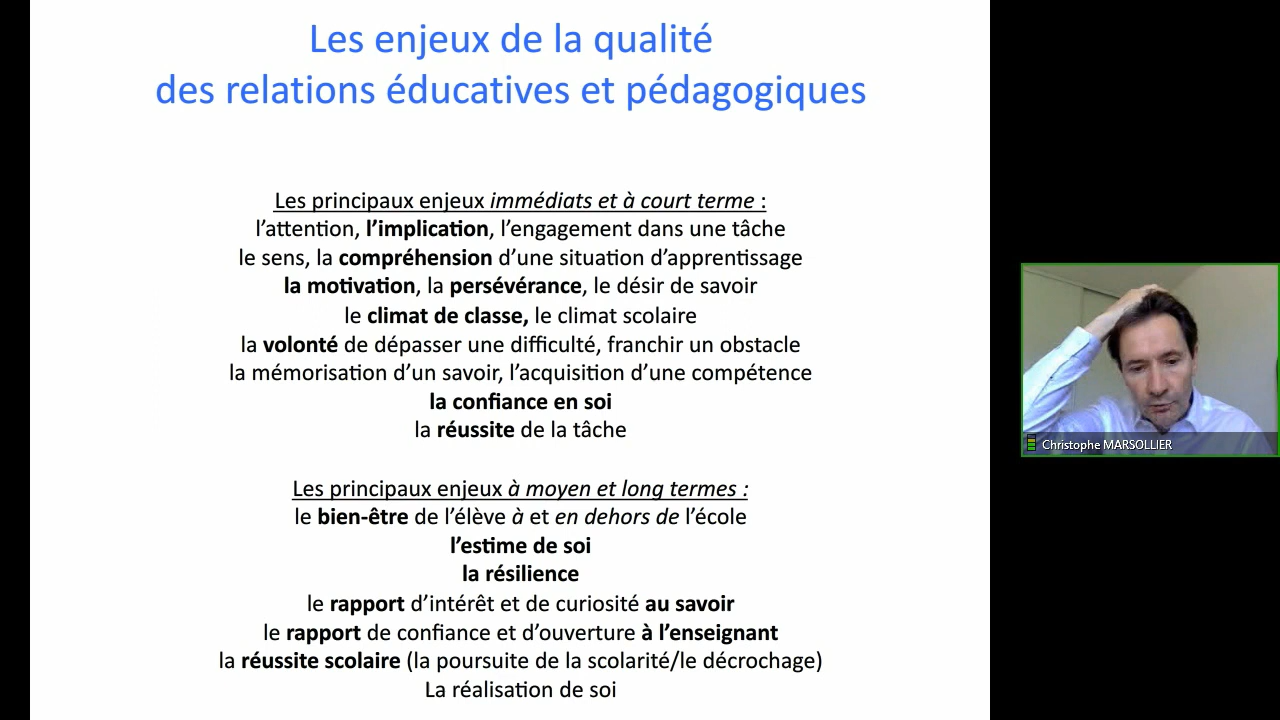 Les enjeux de la qualité
des relations éducatives et pédagogiques
Les principaux enjeux immédiats et à court terme :
l’attention, l’implication, l’engagement dans une tâche
le sens, la compréhension d’une situation d’apprentissage
la motivation, la persévérance, le désir de savoir
le climat de classe, le climat scolaire
la volonté de dépasser une difficulté, franchir un obstacle
la mémorisation d’un savoir, l’acquisition d’une compétence
la confiance en soi
la réussite de la tâche
Les principaux enjeux à moyen et long termes :
le bien-être de l’élève à et en dehors de l’école
l’estime de soi
la résilience
le rapport d’intérêt et de curiosité au savoir
le rapport de confiance et d’ouverture à l’enseignant
la réussite scolaire (la poursuite de la scolarité/le décrochage)
La réalisation de soi
Christophe MARSOLLIER